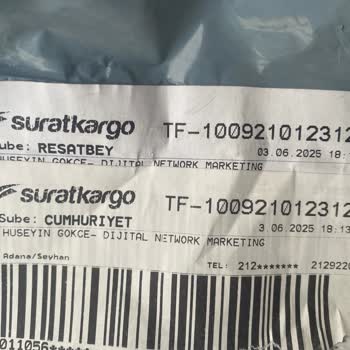 suratkargo TF-100921012312
Sube: RESATBEY 03.06.2025 18:
HUSEYIN GOKCE- DIJITAL NETWORK MARKETING
suratkargo TF-100921012312
Sube: CUMHURIYET 3.06.2025 18:13
HUSEYIN GOKCE- DIJITAL NETWORK MARKETING
Adana/Seyhan
TEL: 212******* 2129220
011056*****